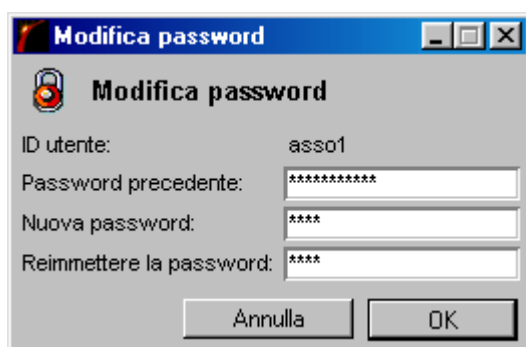 Modifica password
Modifica password
ID utente: asso1
Password precedente: ***********
Nuova password: ****
Reimmettere la password: ****
Annulla OK